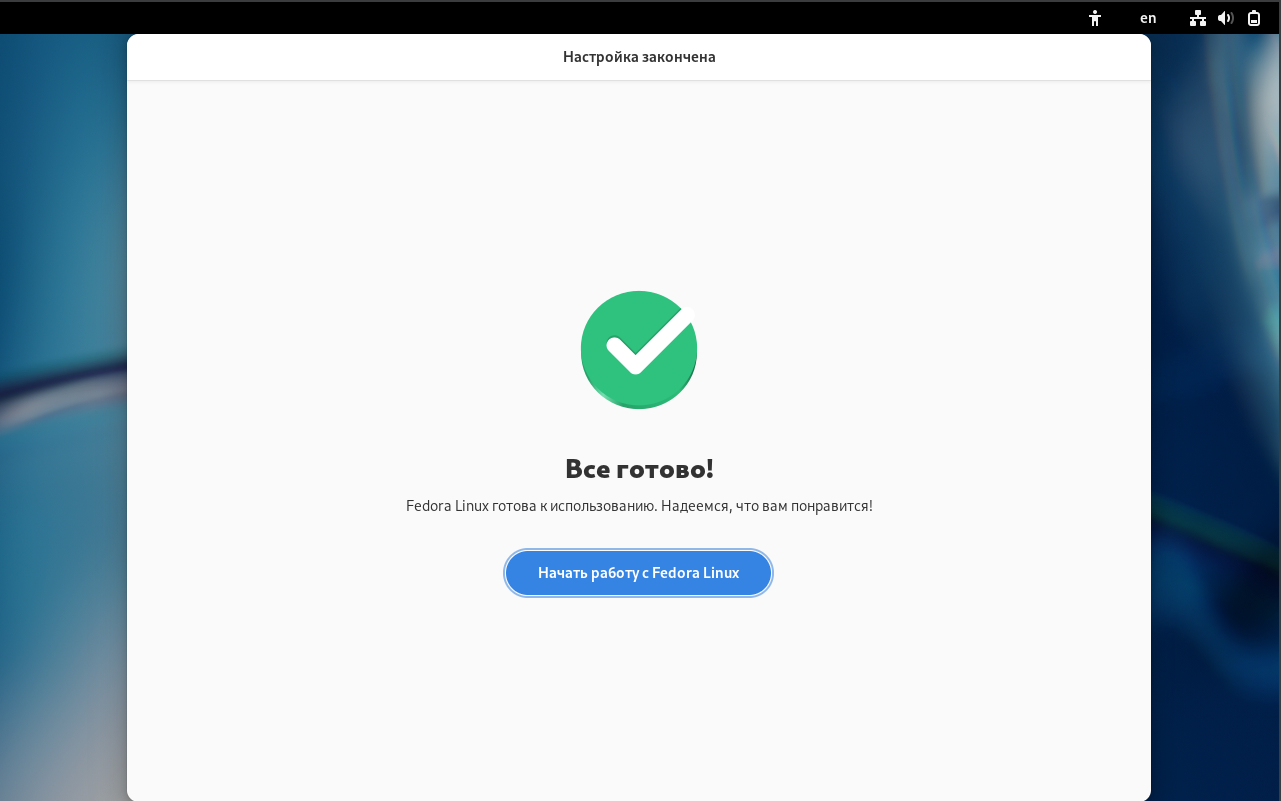 en
Настройка закончена
Все готово!
Fedora Linux готова к использованию. Надеемся, что вам понравится!
Начать работу с Fedora Linux